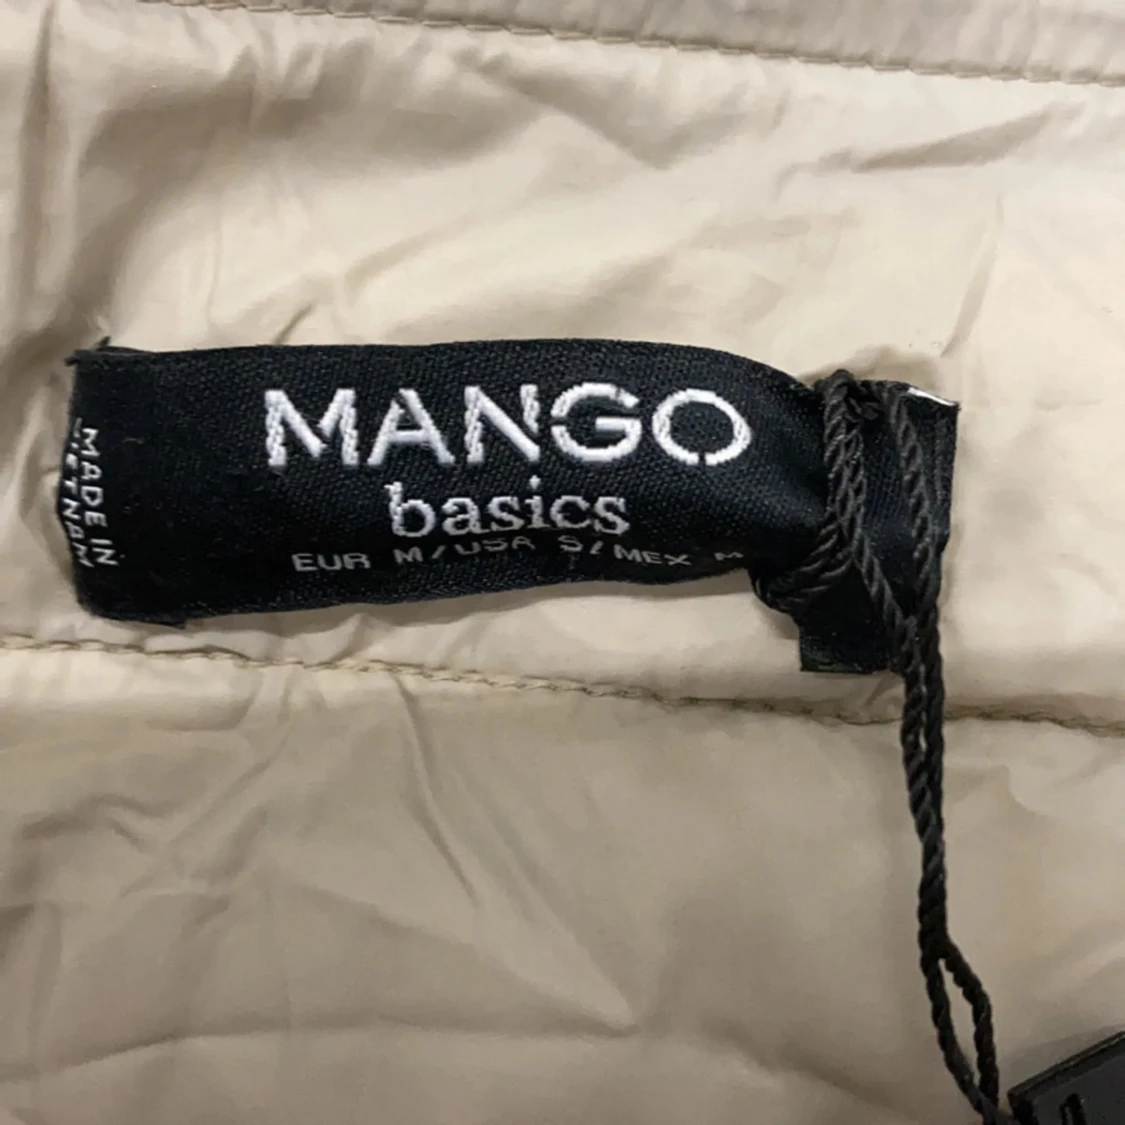 MANGO
basics
EUR M/USA S/MEX M
MADE IN
VIETNAM